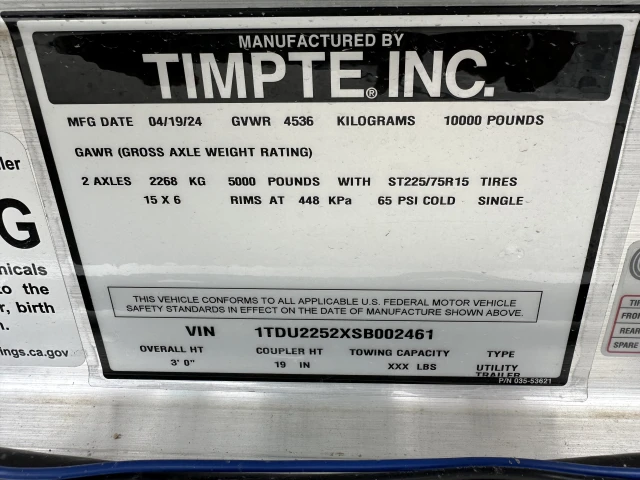 MANUFACTURED BY
TIMPTE® INC.
MFG DATE 04/19/24 GVWR 4536 KILOGRAMS 10000 POUNDS
GAWR (GROSS AXLE WEIGHT RATING)
2 AXLES 2268 KG 5000 POUNDS WITH ST225/75R15 TIRES
15 X 6 RIMS AT 448 KPa 65 PSI COLD SINGLE
THIS VEHICLE CONFORMS TO ALL APPLICABLE U.S. FEDERAL MOTOR VEHICLE
SAFETY STANDARDS IN EFFECT ON THE DATE OF MANUFACTURE SHOWN ABOVE.
VIN 1TDU2252XSB002461
OVERALL HT COUPLER HT TOWING CAPACITY TYPE
3' 0" 19 IN XXX LBS UTILITY
TRAILER
P/N 035-53621
ler
G
nicals
to the
r, birth
n.
ings.ca.gov
TI
FRO
REAR
SPARE